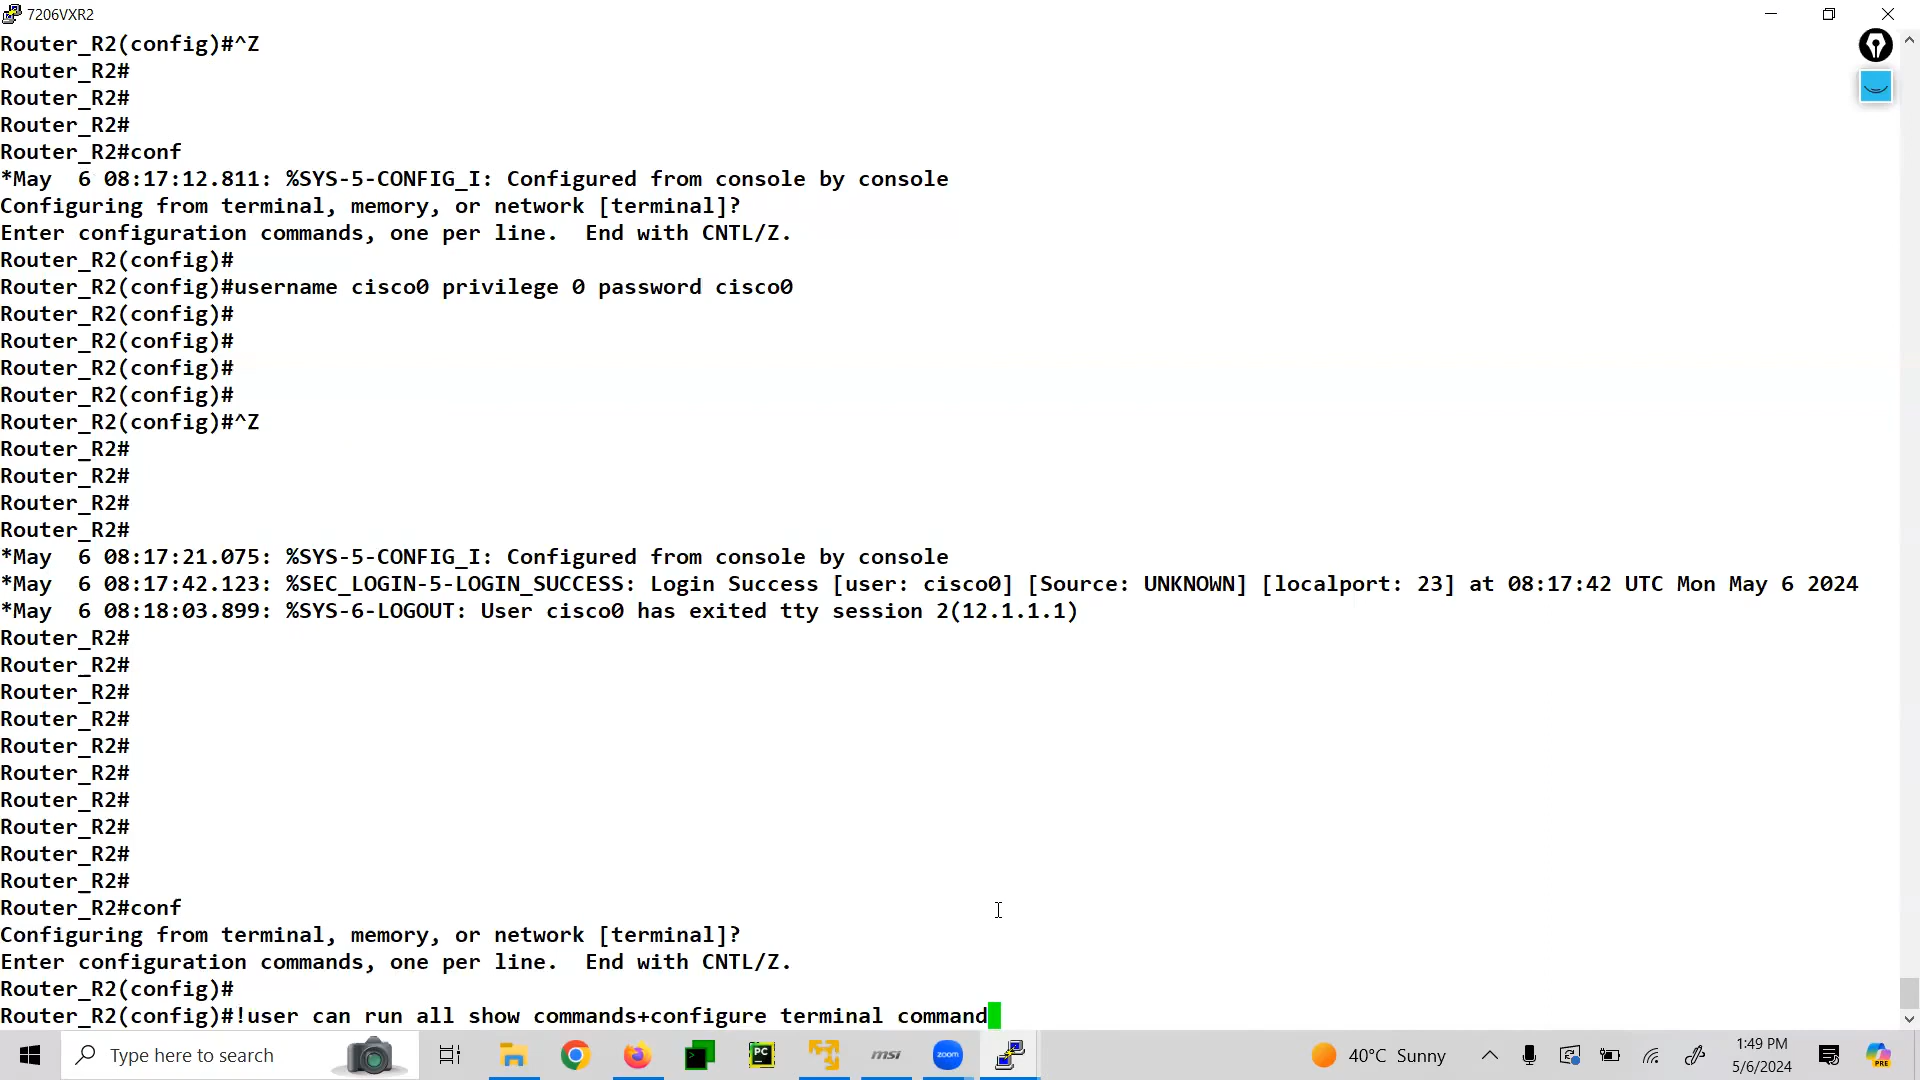 7206VXR2
Router_R2(config)#^Z
Router_R2#
Router_R2#
Router_R2#
Router_R2#conf
*May  6 08:17:12.811: %SYS-5-CONFIG_I: Configured from console by console
Configuring from terminal, memory, or network [terminal]?
Enter configuration commands, one per line.  End with CNTL/Z.
Router_R2(config)#
Router_R2(config)#username cisco0 privilege 0 password cisco0
Router_R2(config)#
Router_R2(config)#
Router_R2(config)#
Router_R2(config)#
Router_R2(config)#^Z
Router_R2#
Router_R2#
Router_R2#
Router_R2#
*May  6 08:17:21.075: %SYS-5-CONFIG_I: Configured from console by console
*May  6 08:17:42.123: %SEC_LOGIN-5-LOGIN_SUCCESS: Login Success [user: cisco0] [Source: UNKNOWN] [localport: 23] at 08:17:42 UTC Mon May 6 2024
*May  6 08:18:03.899: %SYS-6-LOGOUT: User cisco0 has exited tty session 2(12.1.1.1)
Router_R2#
Router_R2#
Router_R2#
Router_R2#
Router_R2#
Router_R2#
Router_R2#
Router_R2#
Router_R2#
Router_R2#
Router_R2#conf
Configuring from terminal, memory, or network [terminal]?
Enter configuration commands, one per line.  End with CNTL/Z.
Router_R2(config)#
Router_R2(config)#!user can run all show commands+configure terminal command
Type here to search
PC
msi
zoom
40°C Sunny
1:49 PM
5/6/2024
PRE